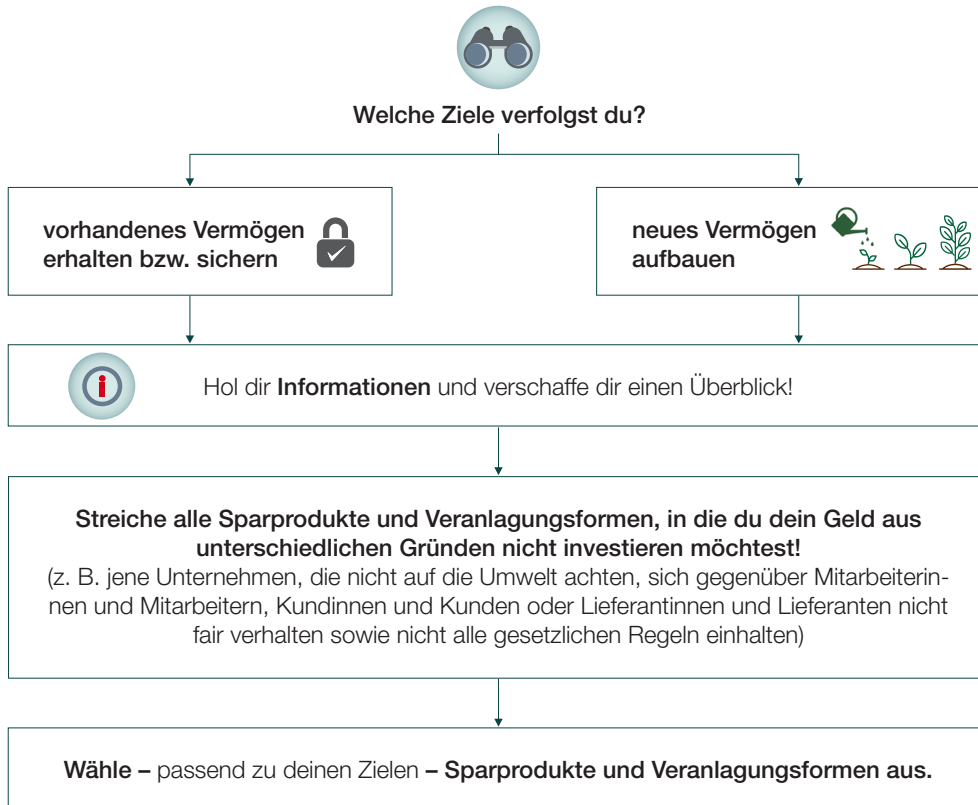 Welche Ziele verfolgst du?
vorhandenes Vermögen
erhalten bzw. sichern
neues Vermögen
aufbauen
Hol dir Informationen und verschaffe dir einen Überblick!
Streiche alle Sparprodukte und Veranlagungsformen, in die du dein Geld aus
unterschiedlichen Gründen nicht investieren möchtest!
(z. B. jene Unternehmen, die nicht auf die Umwelt achten, sich gegenüber Mitarbeiterin-
nen und Mitarbeitern, Kundinnen und Kunden oder Lieferantinnen und Lieferanten nicht
fair verhalten sowie nicht alle gesetzlichen Regeln einhalten)
Wähle – passend zu deinen Zielen – Sparprodukte und Veranlagungsformen aus.